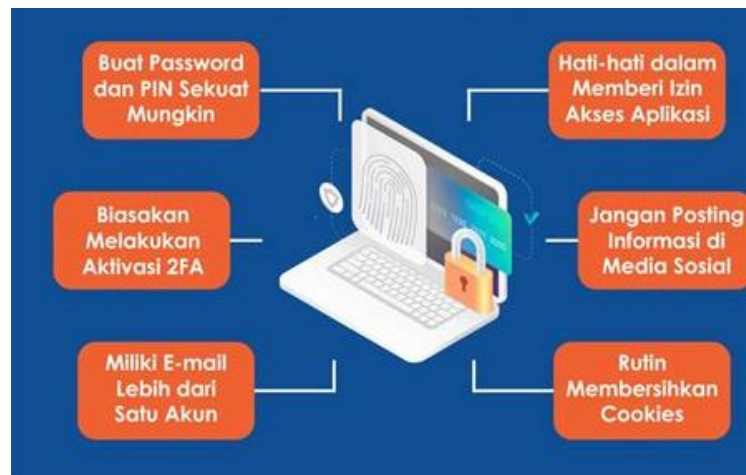 Buat Password
dan PIN Sekuat
Mungkin
Hati-hati dalam
Memberi Izin
Akses Aplikasi
Biasakan
Melakukan
Aktivasi 2FA
Jangan Posting
Informasi di
Media Sosial
Miliki E-mail
Lebih dari
Satu Akun
Rutin
Membersihkan
Cookies